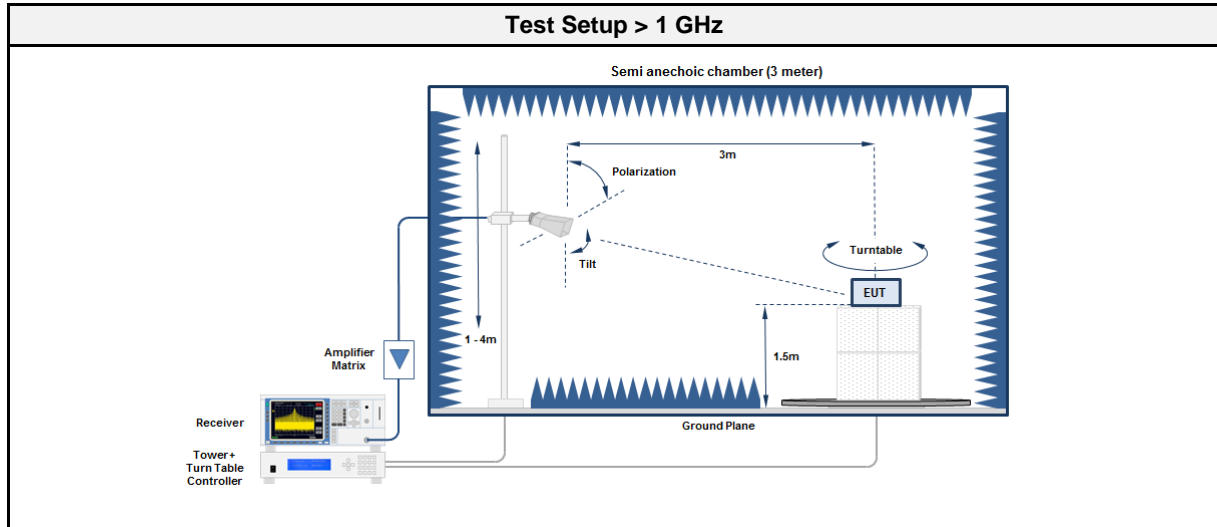 Test Setup > 1 GHz
Semi anechoic chamber (3 meter)
3m
Polarization
Turntable
Tilt
EUT
1 - 4m
1.5m
Amplifier
Matrix
Ground Plane
Receiver
Tower+
Turn Table
Controller